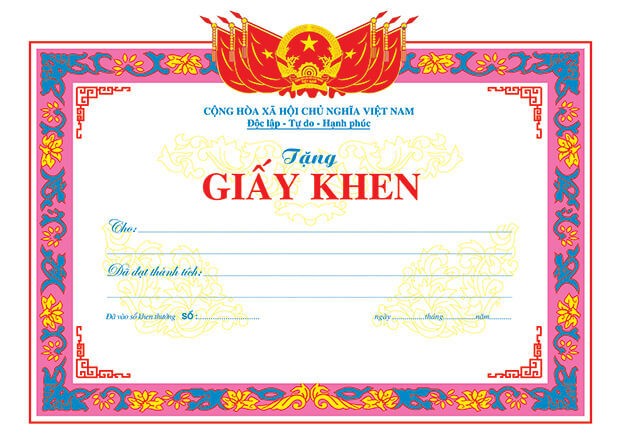 CỘNG HÒA XÃ HỘI CHỦ NGHĨA VIỆT NAM
Độc lập - Tự do - Hạnh phúc
Tặng
GIẤY KHEN
Cho:
Đã đạt thành tích:
Đã vào sổ khen thưởng SỐ: ngày tháng năm